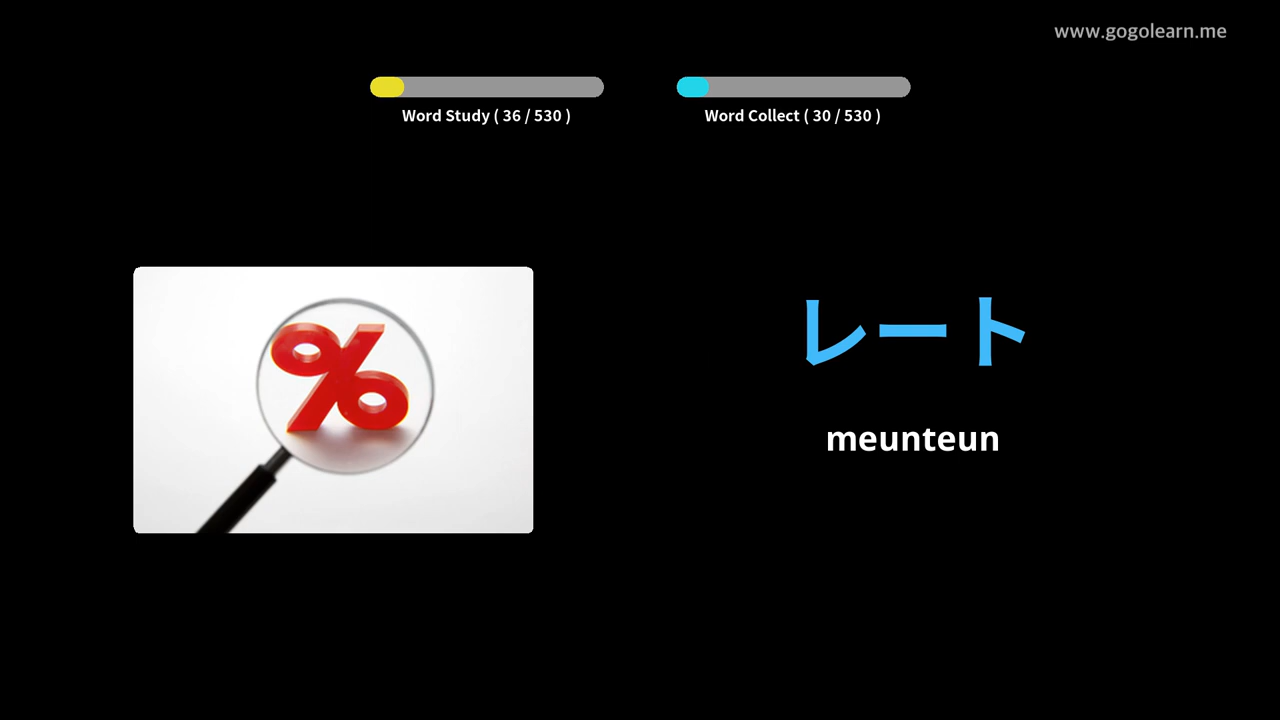 www.gogolearn.me
Word Study ( 36 / 530 )
Word Collect ( 30 / 530 )
%
レート
meunteun